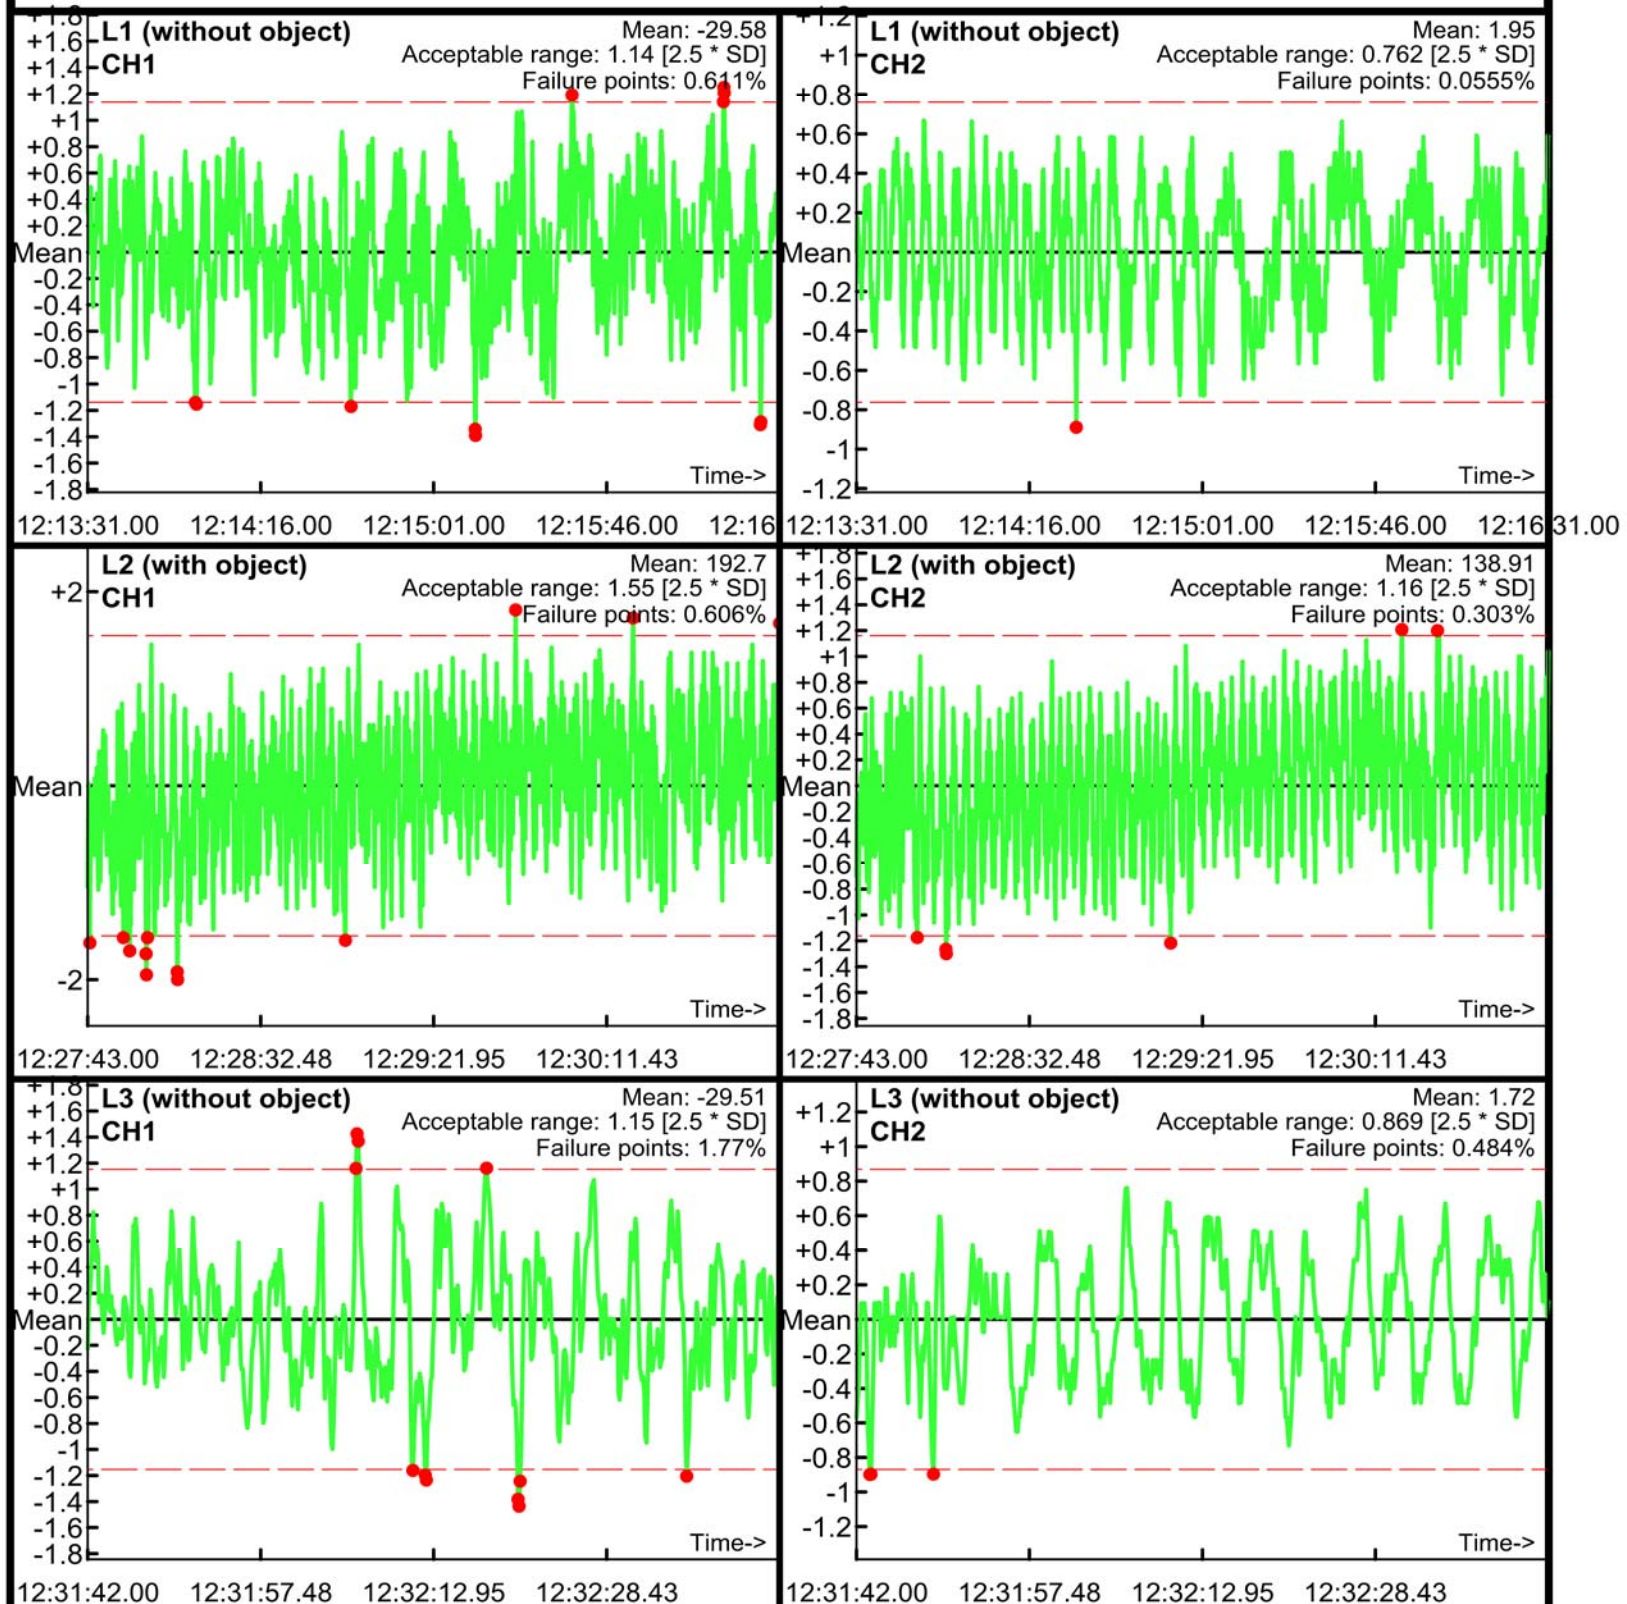 L1 (without object)
CH1
Mean: -29.58
Acceptable range: 1.14 [2.5 * SD]
Failure points: 0.611%
+1.8
+1.6
+1.4
+1.2
+1
+0.8
+0.6
+0.4
+0.2
Mean
-0.2
-0.4
-0.6
-0.8
-1
-1.2
-1.4
-1.6
-1.8
Time->
12:13:31.00 12:14:16.00 12:15:01.00 12:15:46.00 12:16
L1 (without object)
CH2
Mean: 1.95
Acceptable range: 0.762 [2.5 * SD]
Failure points: 0.0555%
+1.2
+1
+0.8
+0.6
+0.4
+0.2
Mean
-0.2
-0.4
-0.6
-0.8
-1
-1.2
Time->
12:13:31.00 12:14:16.00 12:15:01.00 12:15:46.00 12:16:31.00
L2 (with object)
CH1
Mean: 192.7
Acceptable range: 1.55 [2.5 * SD]
Failure points: 0.606%
+2
Mean
-2
Time->
12:27:43.00 12:28:32.48 12:29:21.95 12:30:11.43
L2 (with object)
CH2
Mean: 138.91
Acceptable range: 1.16 [2.5 * SD]
Failure points: 0.303%
+1.8
+1.6
+1.4
+1.2
+1
+0.8
+0.6
+0.4
+0.2
Mean
-0.2
-0.4
-0.6
-0.8
-1
-1.2
-1.4
-1.6
-1.8
Time->
12:27:43.00 12:28:32.48 12:29:21.95 12:30:11.43
L3 (without object)
CH1
Mean: -29.51
Acceptable range: 1.15 [2.5 * SD]
Failure points: 1.77%
+1.8
+1.6
+1.4
+1.2
+1
+0.8
+0.6
+0.4
+0.2
Mean
-0.2
-0.4
-0.6
-0.8
-1
-1.2
-1.4
-1.6
-1.8
Time->
12:31:42.00 12:31:57.48 12:32:12.95 12:32:28.43
L3 (without object)
CH2
Mean: 1.72
Acceptable range: 0.869 [2.5 * SD]
Failure points: 0.484%
+1.2
+1
+0.8
+0.6
+0.4
+0.2
Mean
-0.2
-0.4
-0.6
-0.8
-1
-1.2
Time->
12:31:42.00 12:31:57.48 12:32:12.95 12:32:28.43